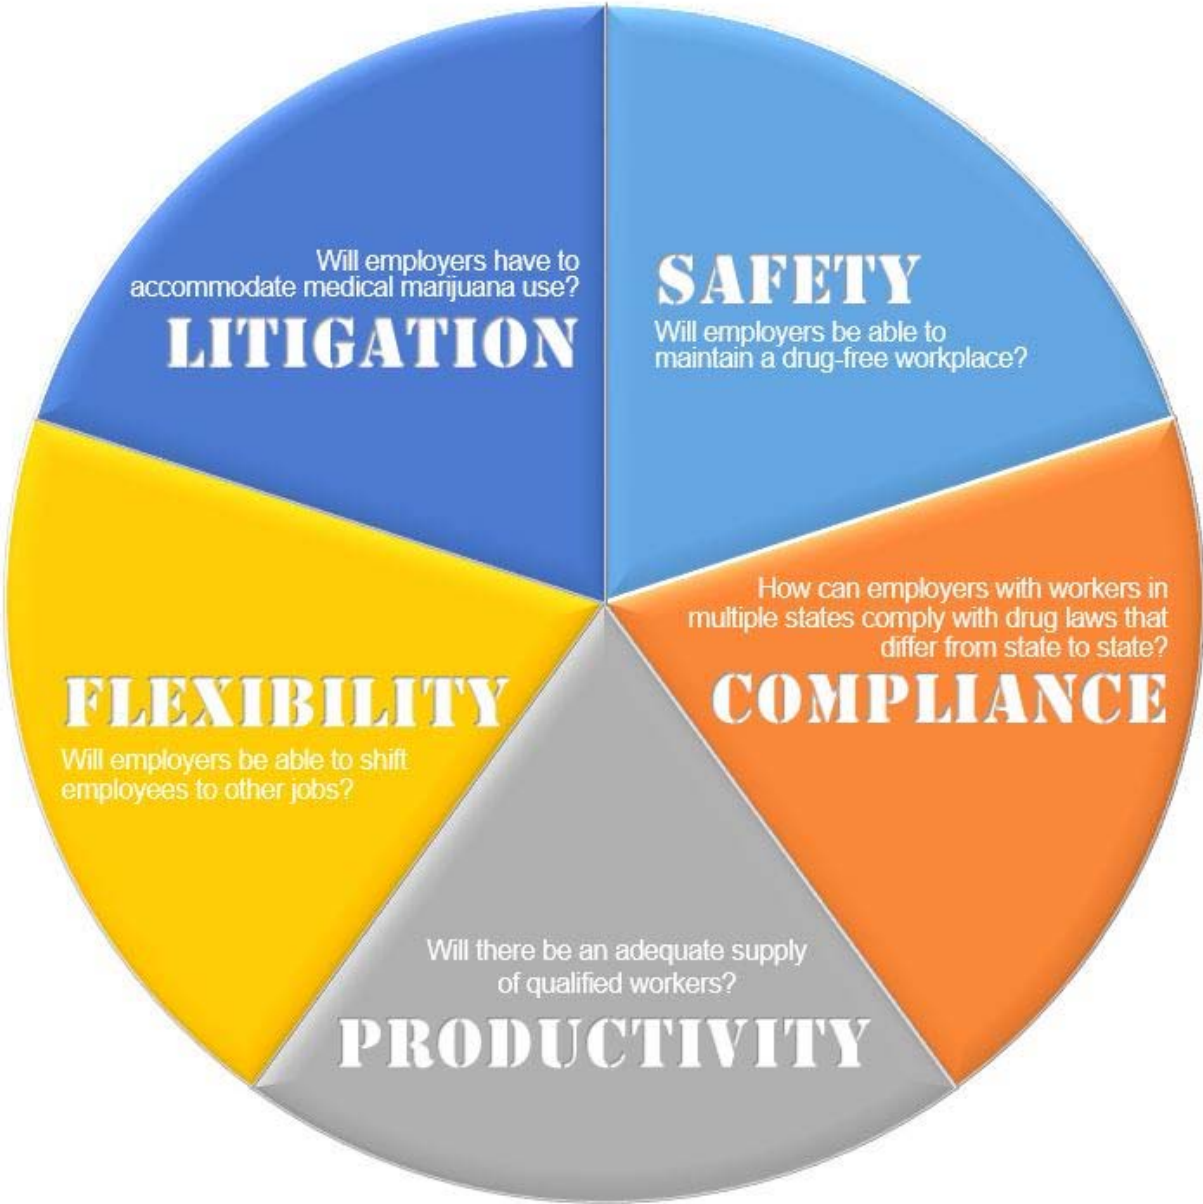 Will employers have to
accommodate medical marijuana use?
LITIGATION
SAFETY
Will employers be able to
maintain a drug-free workplace?
How can employers with workers in
multiple states comply with drug laws that
differ from state to state?
COMPLIANCE
FLEXIBILITY
Will employers be able to shift
employees to other jobs?
Will there be an adequate supply
of qualified workers?
PRODUCTIVITY